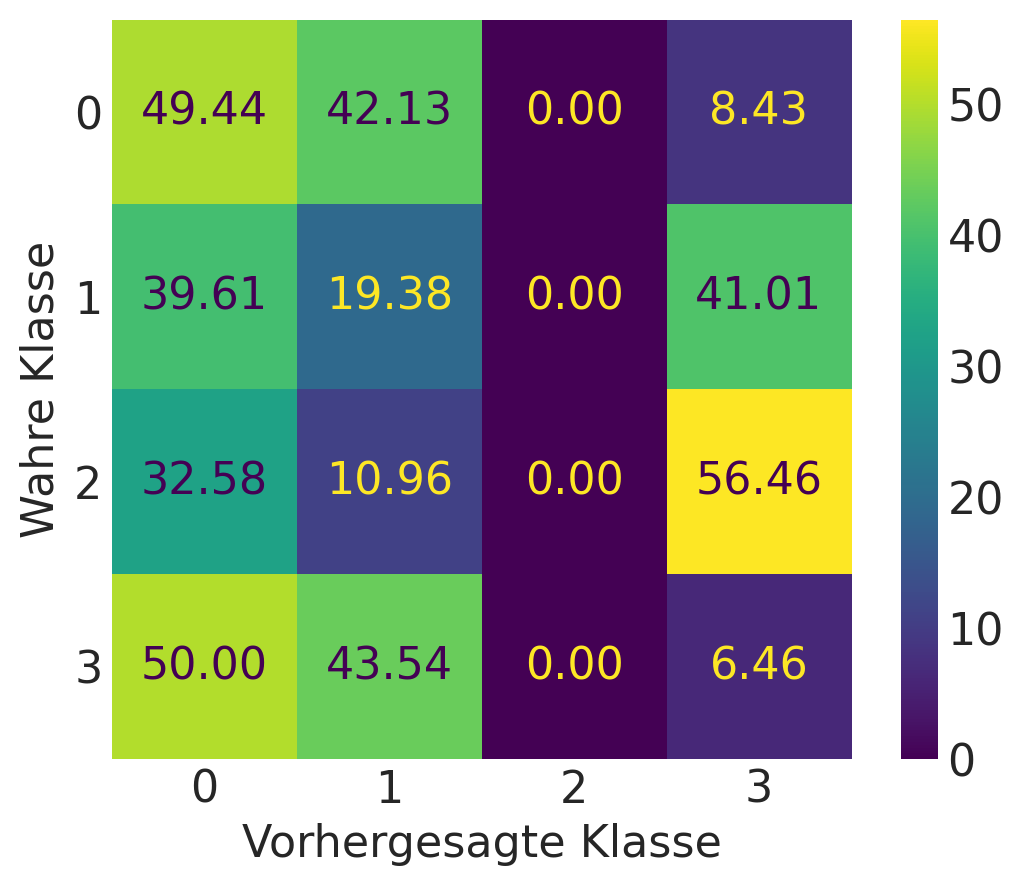 0 49.44 42.13 0.00 8.43
1 39.61 19.38 0.00 41.01
2 32.58 10.96 0.00 56.46
3 50.00 43.54 0.00 6.46
0 1 2 3
Vorhergesagte Klasse
Wahre Klasse
50
40
30
20
10
0